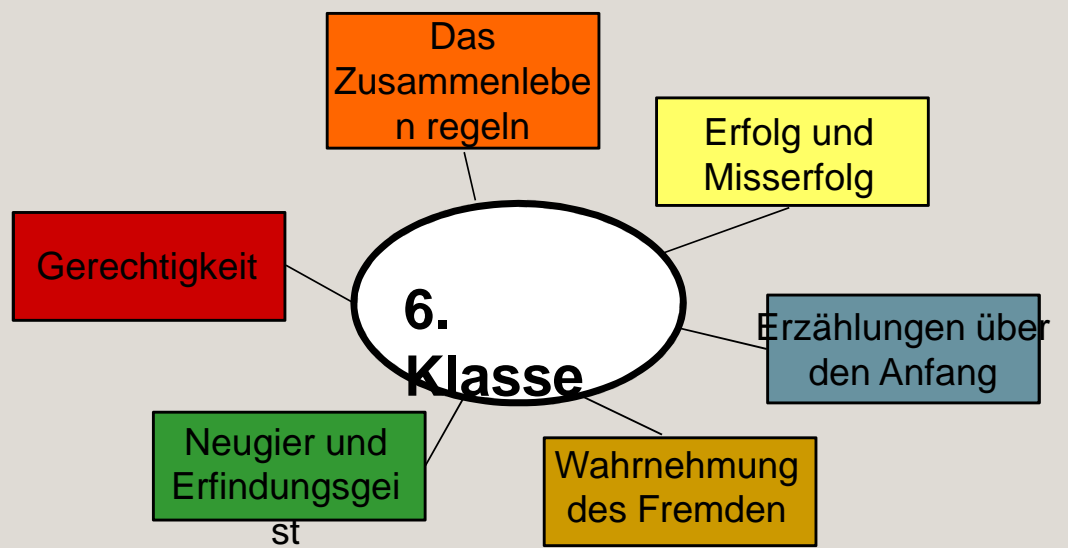 Das
Zusammenlebe
n regeln
Erfolg und
Misserfolg
Gerechtigkeit
6.
Klasse
Erzählungen über
den Anfang
Neugier und
Erfindungsgei
st
Wahrnehmung
des Fremden